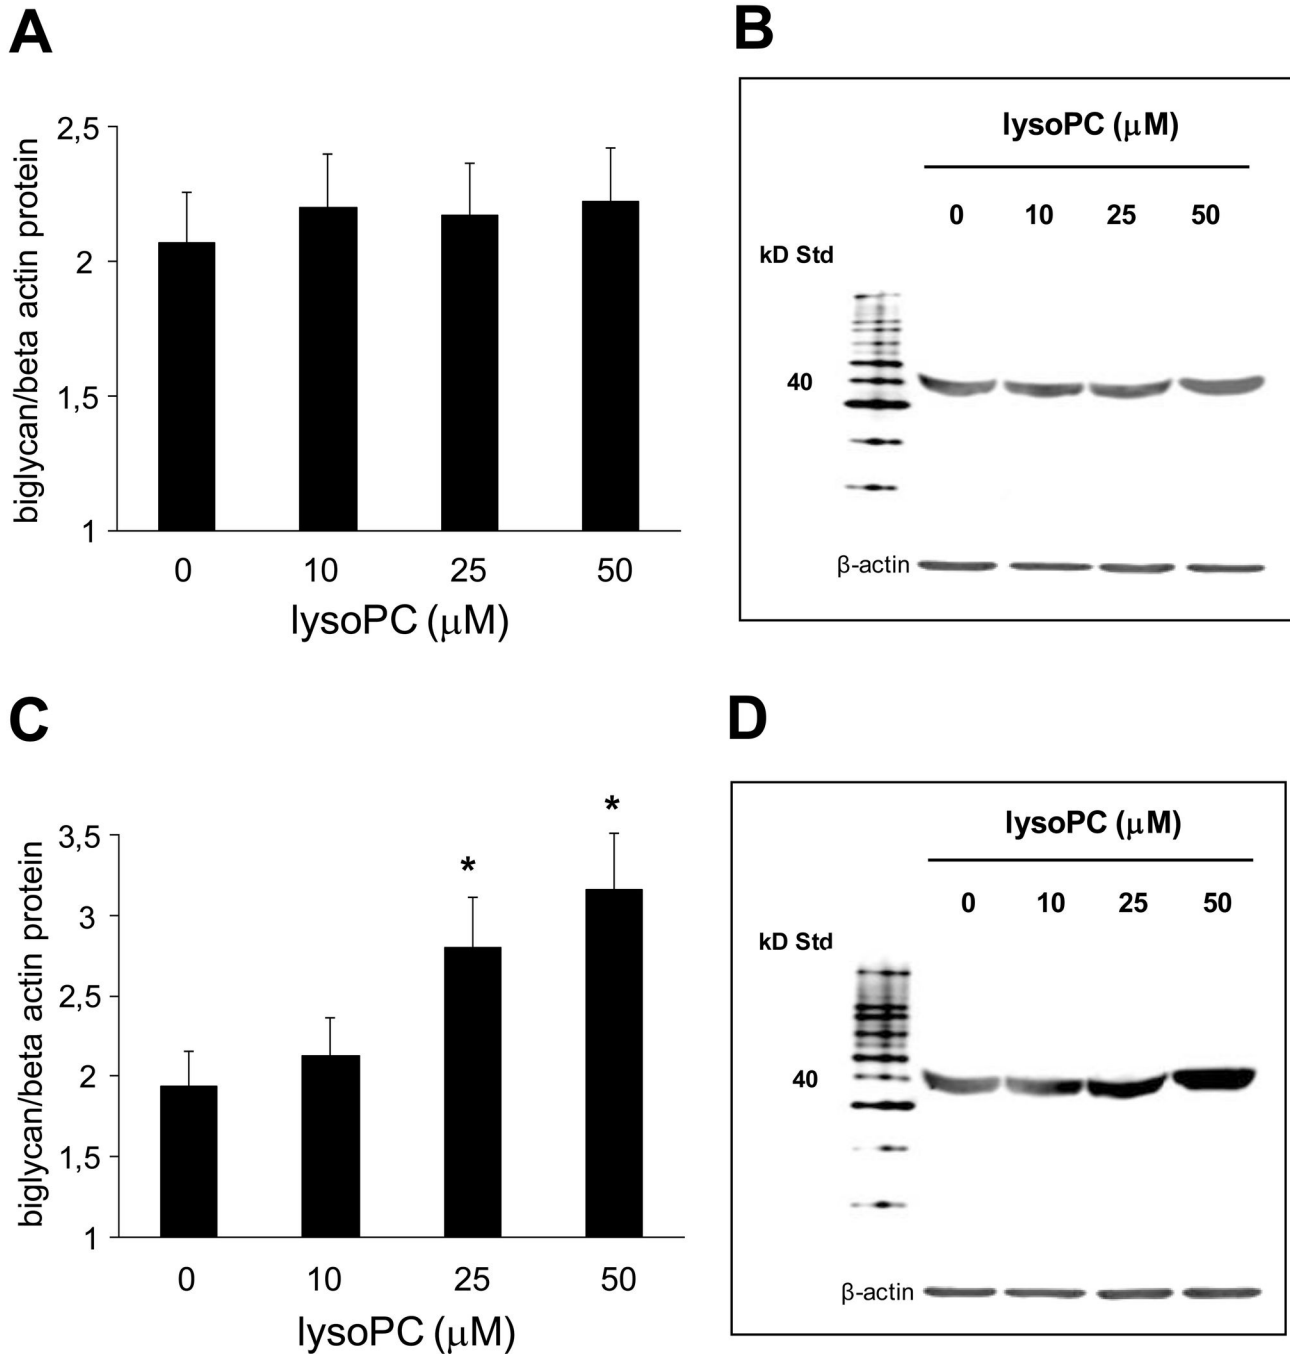 A
biglycan/beta actin protein
2,5
2
1,5
1
0 10 25 50
lysoPC (μM)
B
lysoPC (μM)
0 10 25 50
kD Std
40
β-actin
C
biglycan/beta actin protein
3,5
3
2,5
2
1,5
1
*
*
0 10 25 50
lysoPC (μM)
D
lysoPC (μM)
0 10 25 50
kD Std
40
β-actin